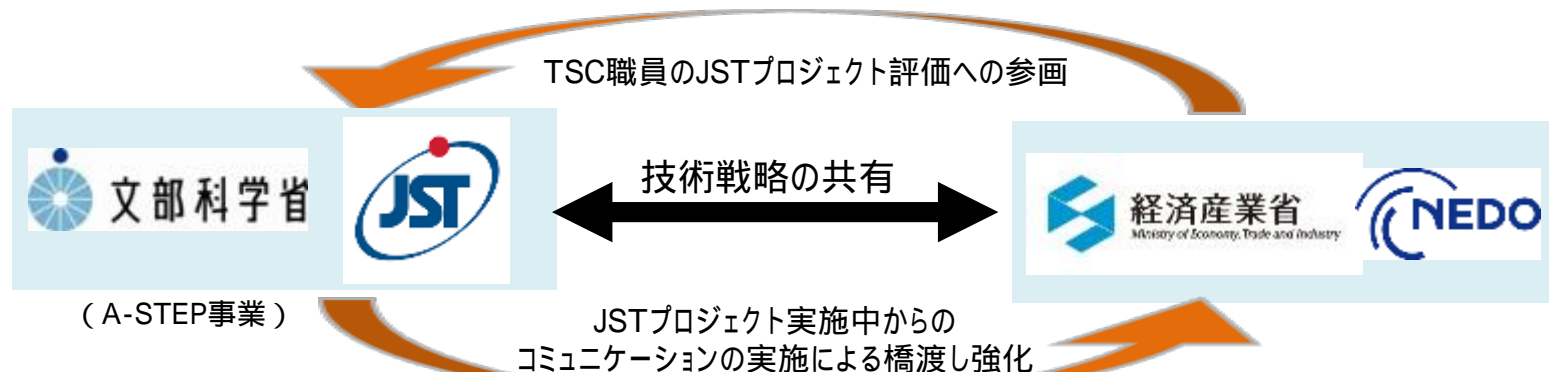 TSC職員のJSTプロジェクト評価への参画
文部科学省
JST
技術戦略の共有
経済産業省
Ministry of Economy, Trade and Industry
NEDO
(A-STEP事業)
JSTプロジェクト実施中からの
コミュニケーションの実施による橋渡し強化